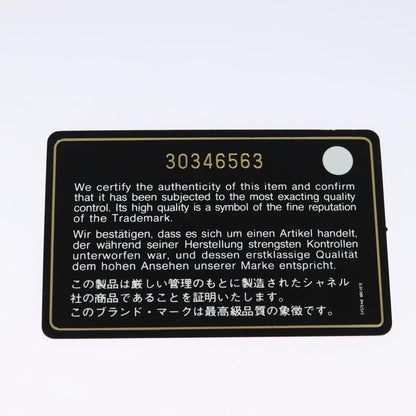 30346563
We certify the authenticity of this item and confirm
that it has been subjected to the most exacting quality
control. Its high quality is a symbol of the fine reputation
of the Trademark.
Wir bestätigen, dass es sich um einen Artikel handelt,
der während seiner Herstellung strengsten Kontrollen
unterworfen war, und dessen erstklassige Qualität
dem hohen Ansehen unserer Marke entspricht.
この製品は厳しい管理のもとに製造されたシャネル
社の商品であることを証明いたします。
このブランド・マークは最高級品質の象徴です。
SYSTEME BREVETE